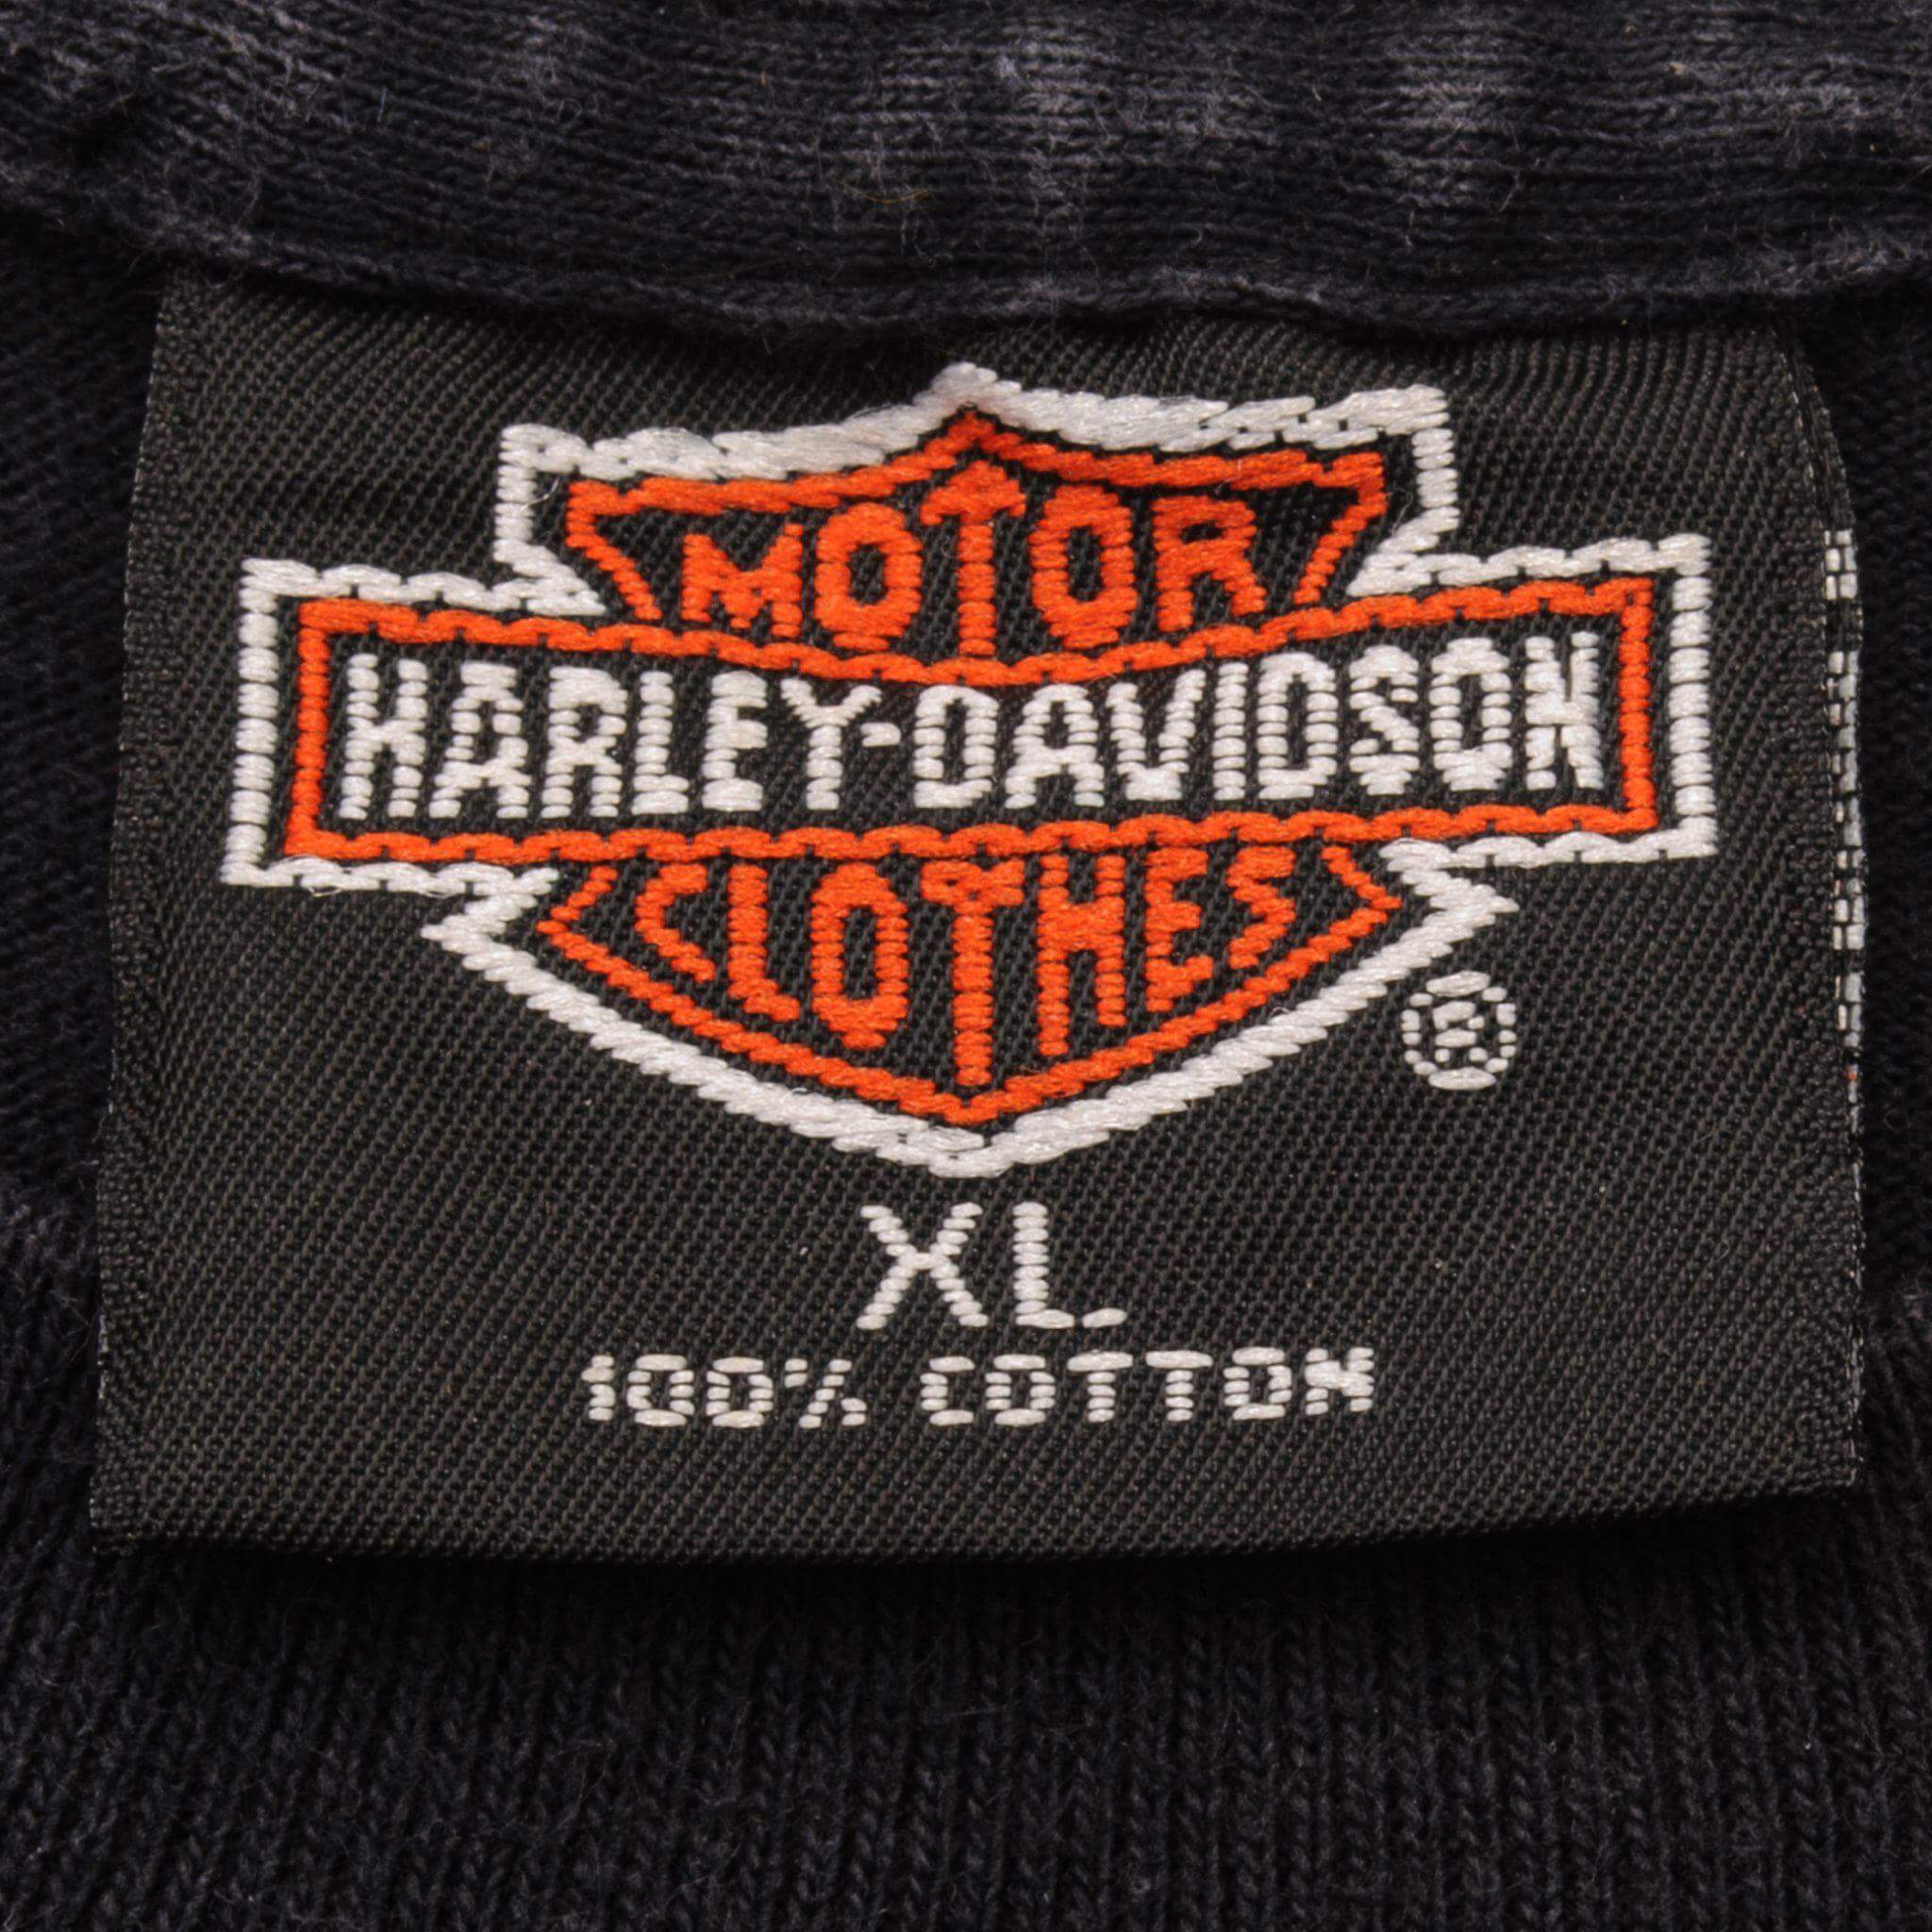 MOTOR
HARLEY-DAVIDSON
CLOTHES
®
XL
100% COTTON